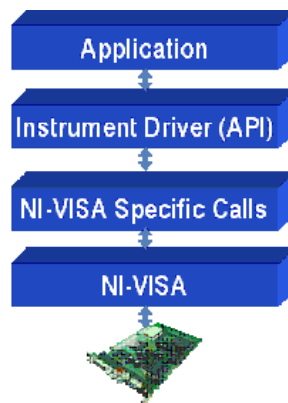 Application
Instrument Driver (API)
NI-VISA Specific Calls
NI-VISA